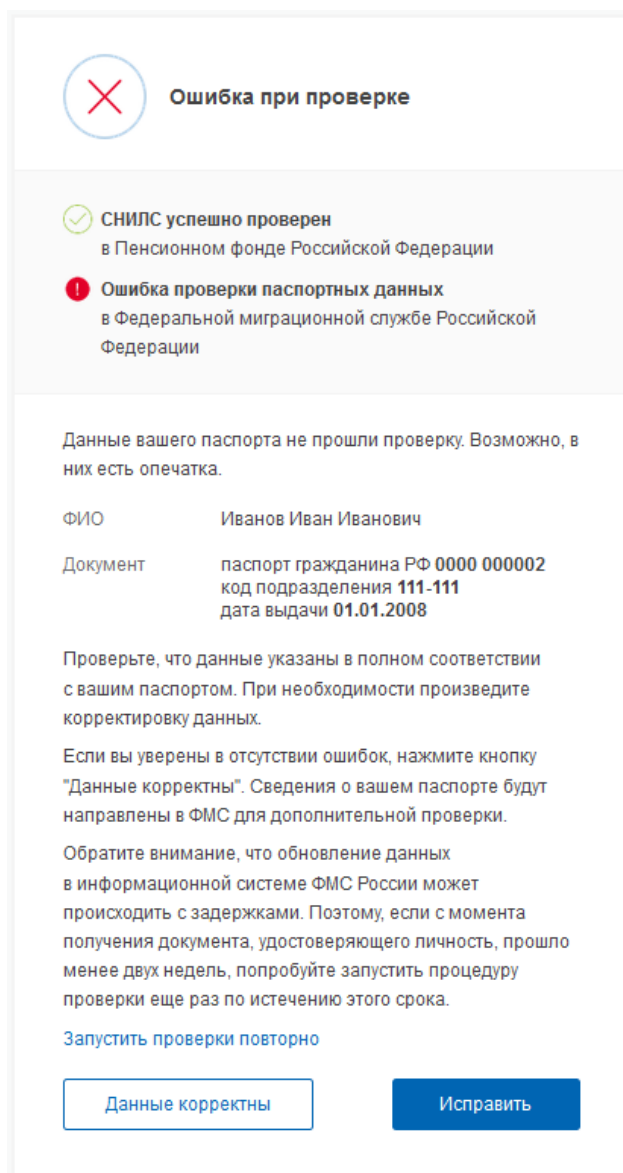 Ошибка при проверке
СНИЛС успешно проверен
в Пенсионном фонде Российской Федерации
Ошибка проверки паспортных данных
в Федеральной миграционной службе Российской
Федерации
Данные вашего паспорта не прошли проверку. Возможно, в
них есть опечатка.
ФИО Иванов Иван Иванович
Документ паспорт гражданина РФ 0000 000002
код подразделения 111-111
дата выдачи 01.01.2008
Проверьте, что данные указаны в полном соответствии
с вашим паспортом. При необходимости произведите
корректировку данных.
Если вы уверены в отсутствии ошибок, нажмите кнопку
"Данные корректны". Сведения о вашем паспорте будут
направлены в ФМС для дополнительной проверки.
Обратите внимание, что обновление данных
в информационной системе ФМС России может
происходить с задержками. Поэтому, если с момента
получения документа, удостоверяющего личность, прошло
менее двух недель, попробуйте запустить процедуру
проверки еще раз по истечению этого срока.
Запустить проверки повторно
Данные корректны Исправить